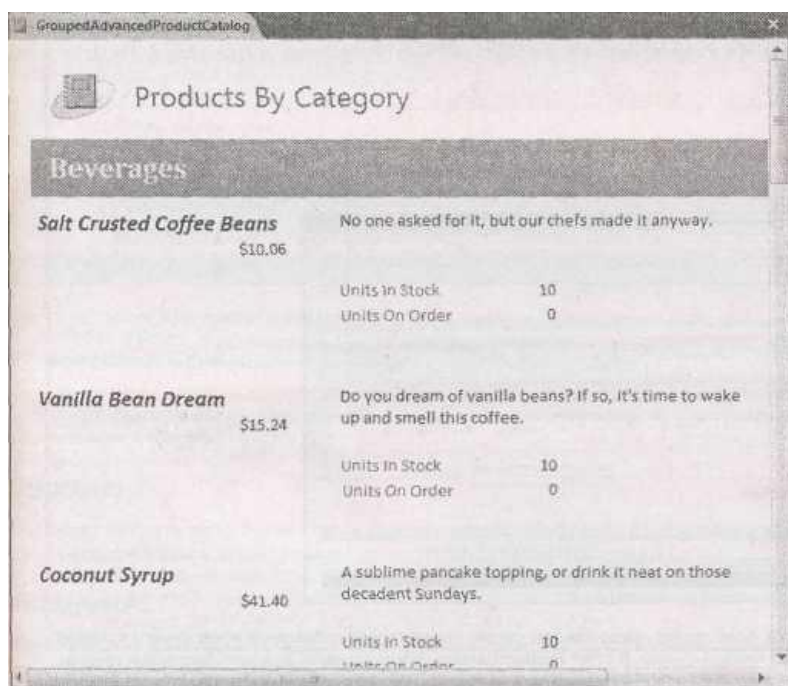 GroupedAdvancedProductCatalog
Products By Category
Beverages
Salt Crusted Coffee Beans
$10.06
No one asked for it, but our chefs made it anyway.
Units In Stock 10
Units On Order 0
Vanilla Bean Dream
$15.24
Do you dream of vanilla beans? If so, it's time to wake
up and smell this coffee.
Units In Stock 10
Units On Order 0
Coconut Syrup
$41.40
A sublime pancake topping, or drink it neat on those
decadent Sundays.
Units In Stock 10
Units On Order 0